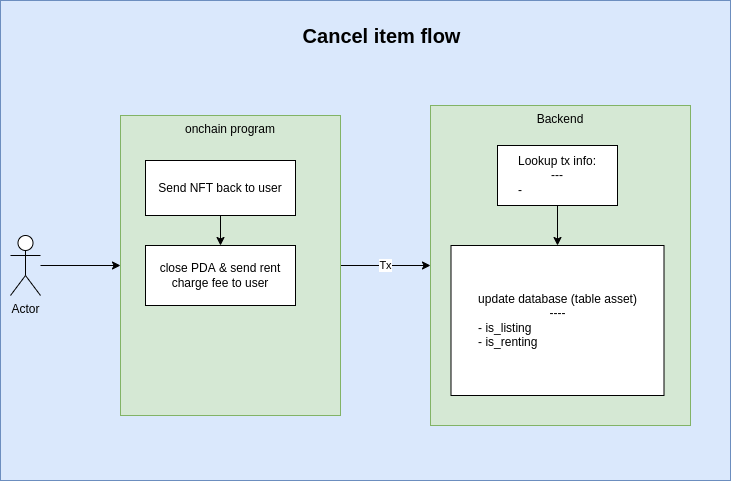 Cancel item flow
onchain program
Send NFT back to user
close PDA & send rent
charge fee to user
Actor
Tx
Backend
Lookup tx info:
---
-
update database (table asset)
----
- is_listing
- is_renting